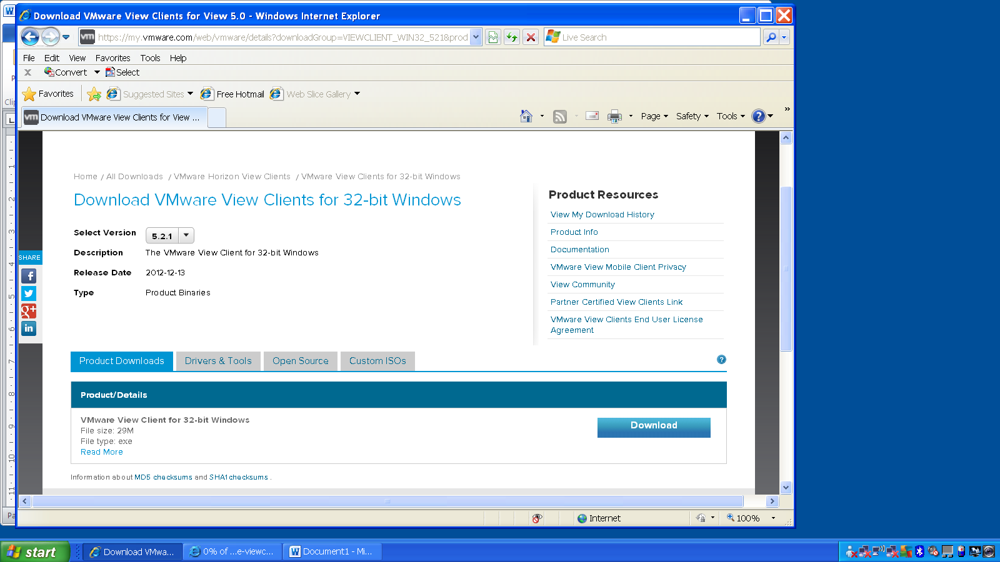 Download VMware View Clients for View 5.0 - Windows Internet Explorer
https://my.vmware.com/web/vmware/details?downloadGroup=VIEWCLIENT_WIN32_521&prod
Live Search
File Edit View Favorites Tools Help
x Convert Select
Favorites Suggested Sites Free Hotmail Web Slice Gallery
vm Download VMware View Clients for View ...
Page Safety Tools
Home / All Downloads / VMware Horizon View Clients / VMware View Clients for 32-bit Windows
Download VMware View Clients for 32-bit Windows
Select Version 5.2.1
Description The VMware View Client for 32-bit Windows
Release Date 2012-12-13
Type Product Binaries
SHARE
Product Resources
View My Download History
Product Info
Documentation
VMware View Mobile Client Privacy
View Community
Partner Certified View Clients Link
VMware View Clients End User License
Agreement
Product Downloads Drivers & Tools Open Source Custom ISOs
Product/Details
VMware View Client for 32-bit Windows
File size: 29M
File type: exe
Read More
Download
Information about MD5 checksums and SHA1checksums .
Internet 100%
start Download VMwa... 0% of ...e-viewc... Document1 - Mi...